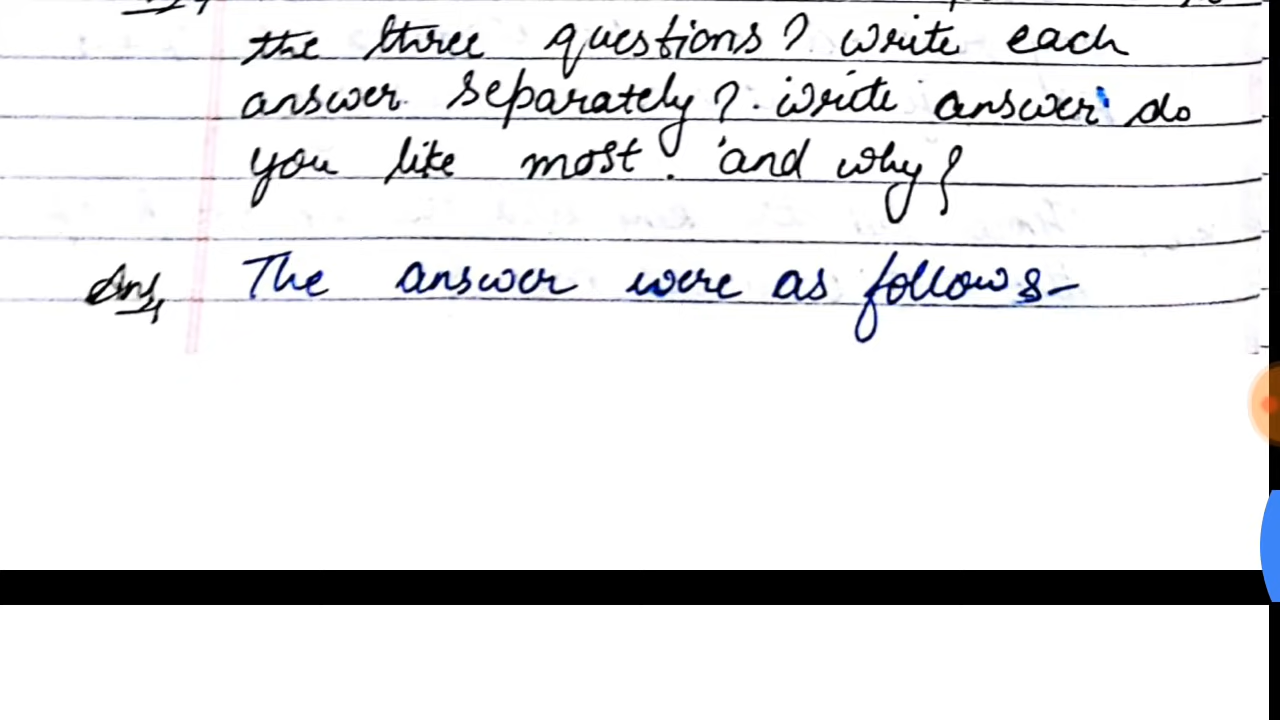 the three questions? write each
answer separately?. write answer do
you like most. and why?
Ans, The answer were as follows-